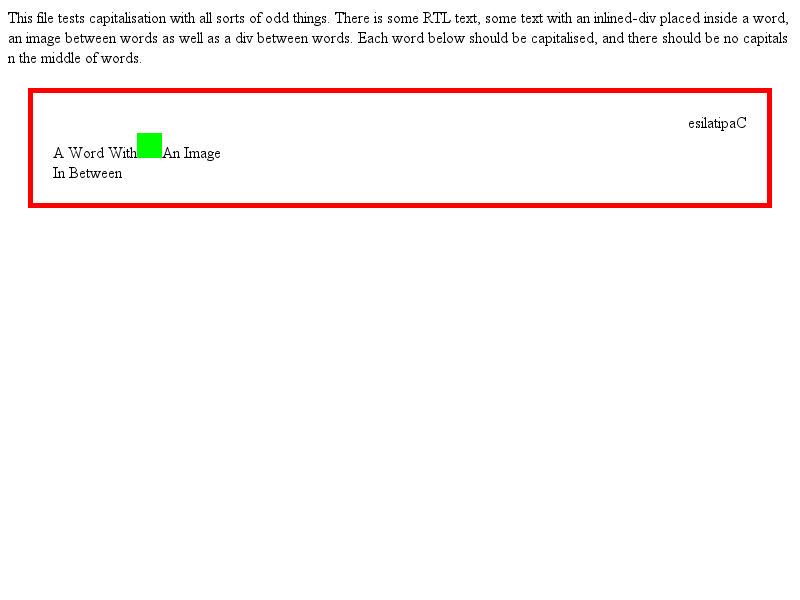 This file tests capitalisation with all sorts of odd things. There is some RTL text, some text with an inlined-div placed inside a word,
an image between words as well as a div between words. Each word below should be capitalised, and there should be no capitals
n the middle of words.
esilatipaC
A Word With An Image
In Between